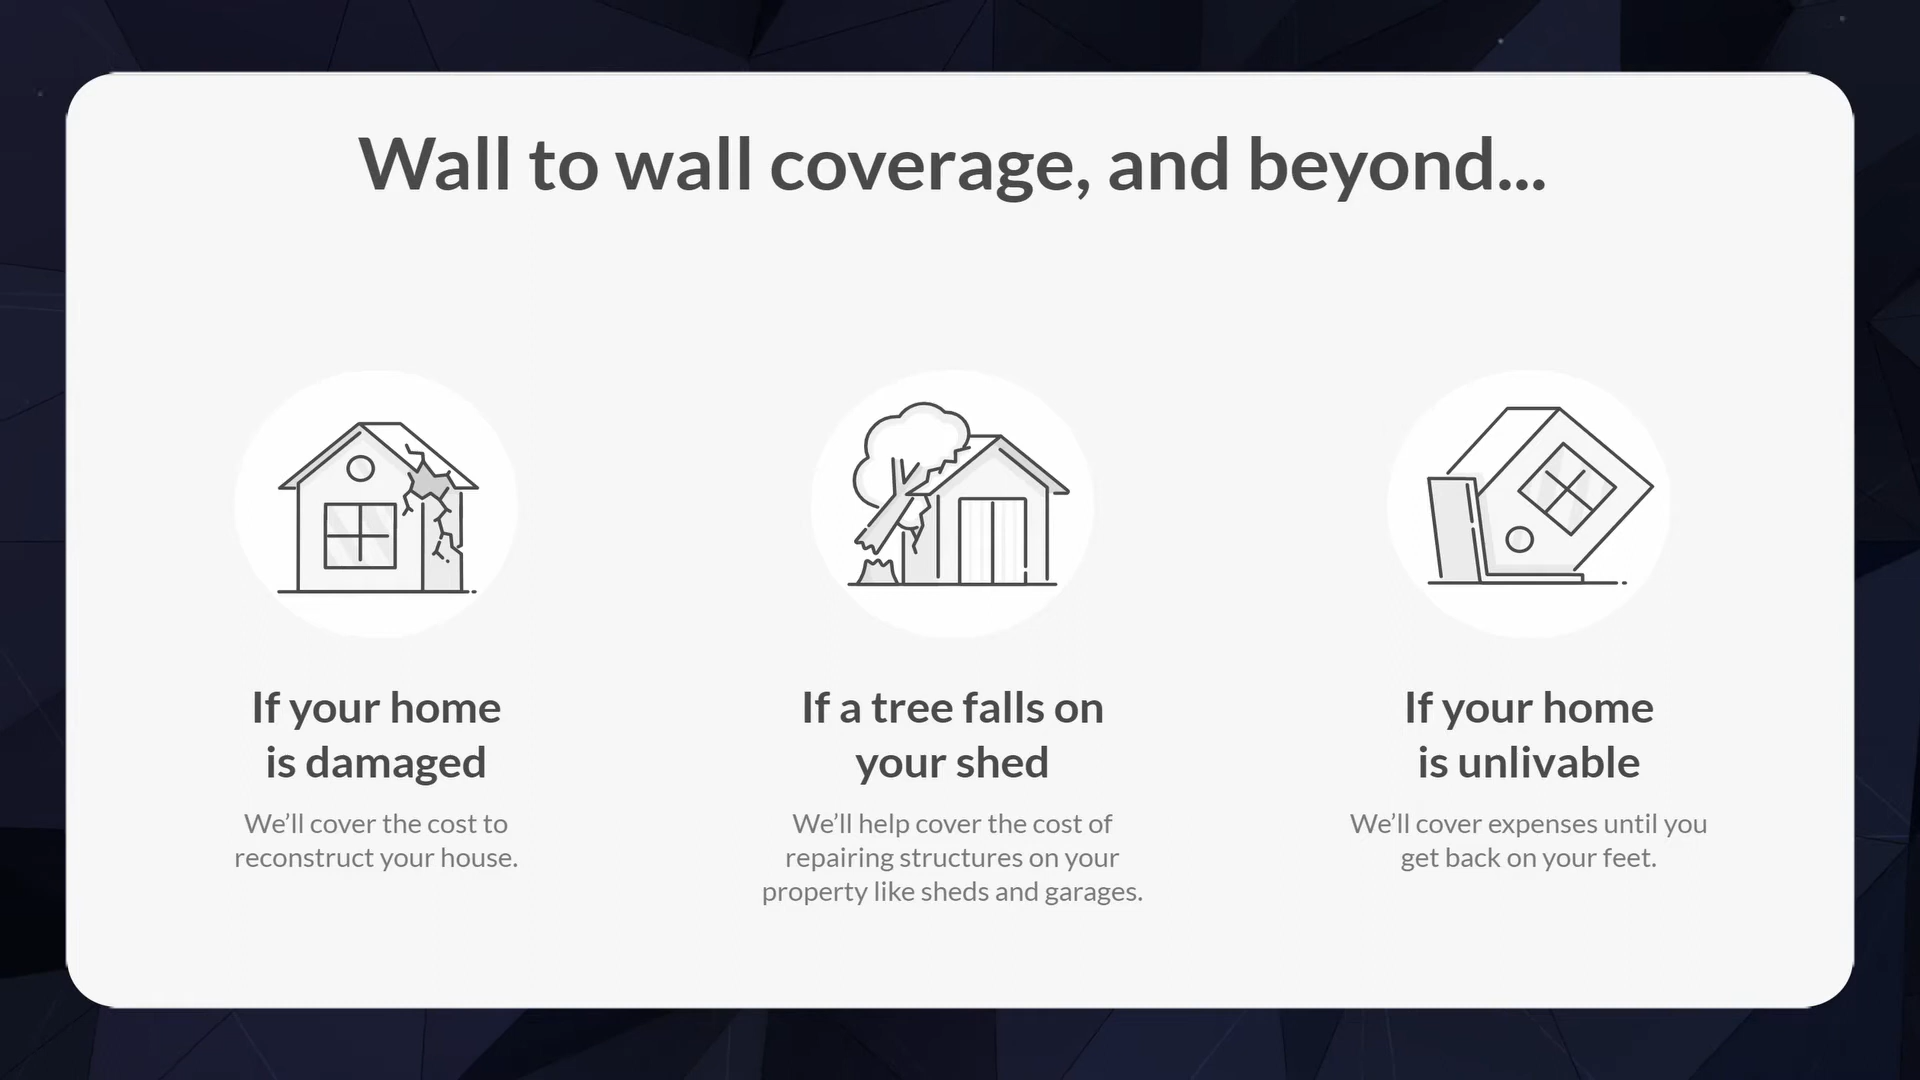 Wall to wall coverage, and beyond...
If your home
is damaged
We’ll cover the cost to
reconstruct your house.
If a tree falls on
your shed
We’ll help cover the cost of
repairing structures on your
property like sheds and garages.
If your home
is unlivable
We’ll cover expenses until you
get back on your feet.